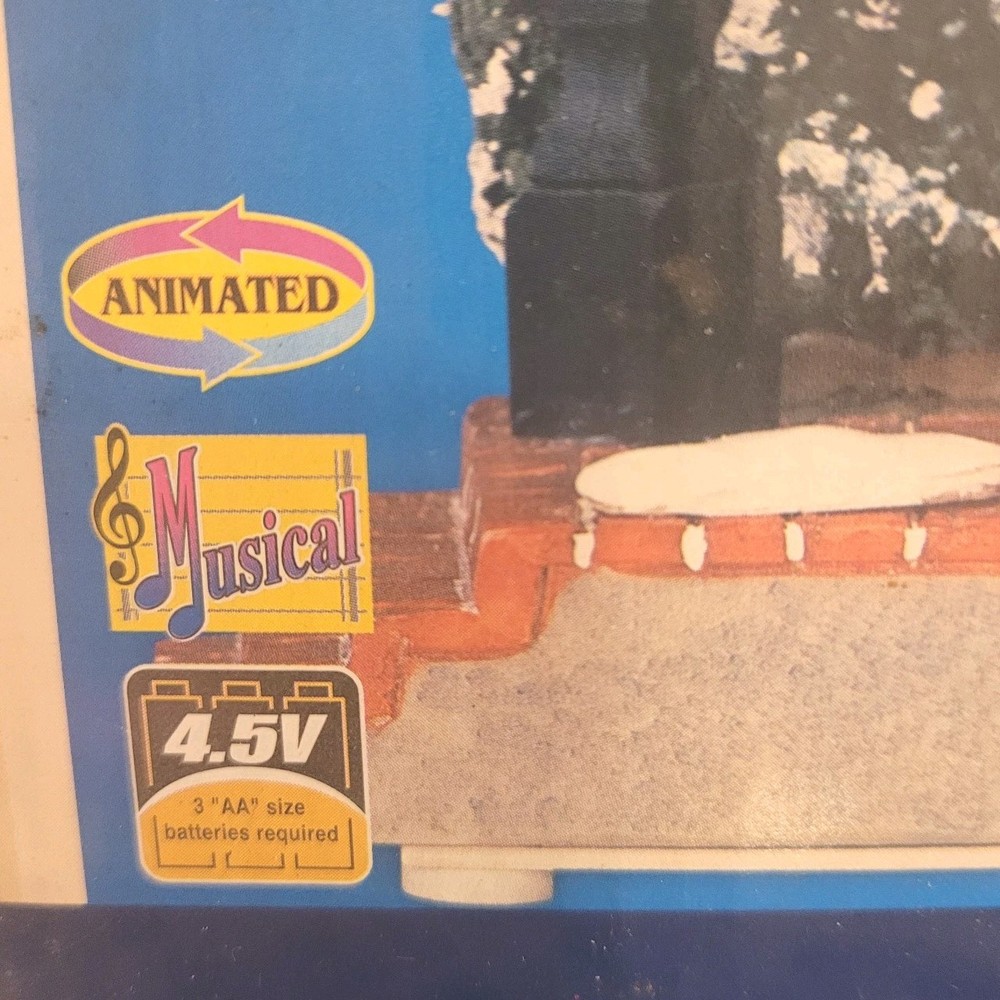 ANIMATED
Musical
4.5V
3 "AA" size
batteries required